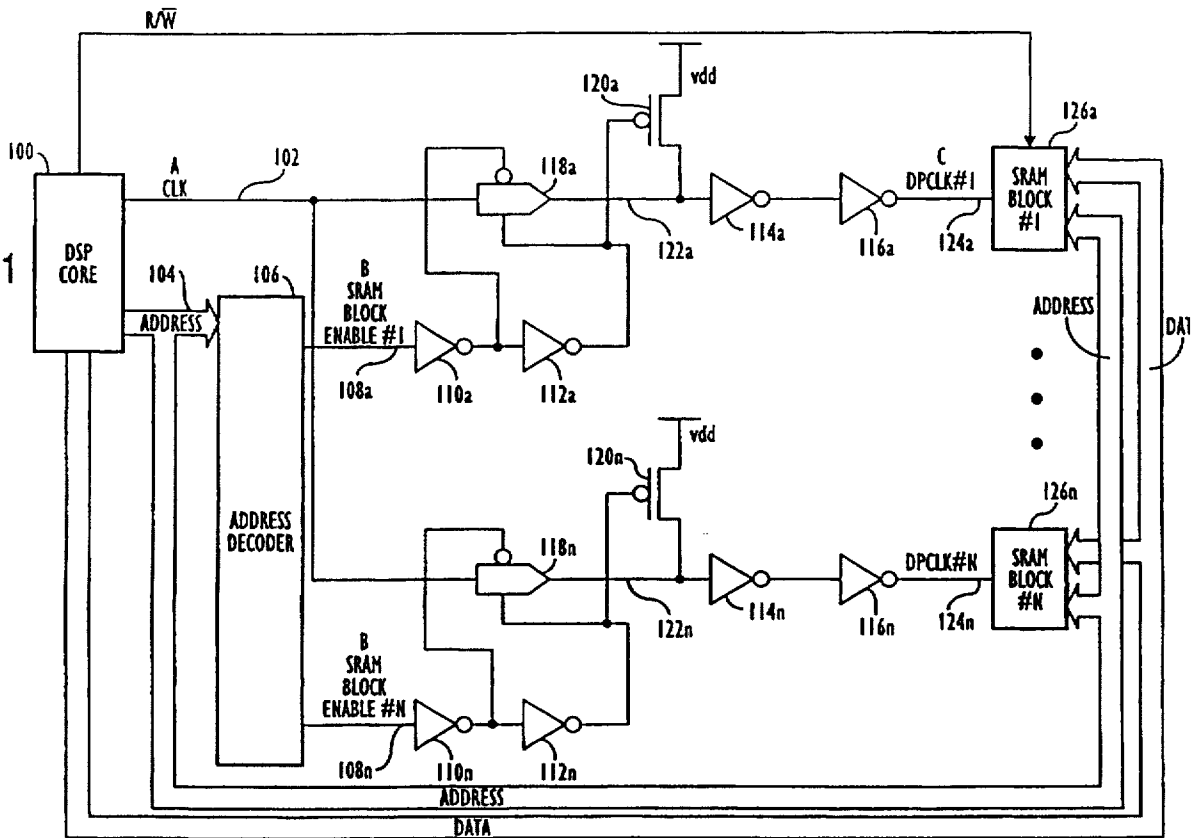 R/W̅
120a
vdd
126a
100
A
CLK
102
118a
C
DPCLK#1
SRAM
BLOCK
#1
DSP
CORE
1
122a
114a
116a
124a
104
106
ADDRESS
B
SRAM
BLOCK
ENABLE #1
108a
110a
112a
ADDRESS
DAT
vdd
120n
126n
ADDRESS
DECODER
118n
DPCLK#N
SRAM
BLOCK
#N
122n
114n
116n
124n
B
SRAM
BLOCK
ENABLE #N
108n
110n
112n
ADDRESS
DATA